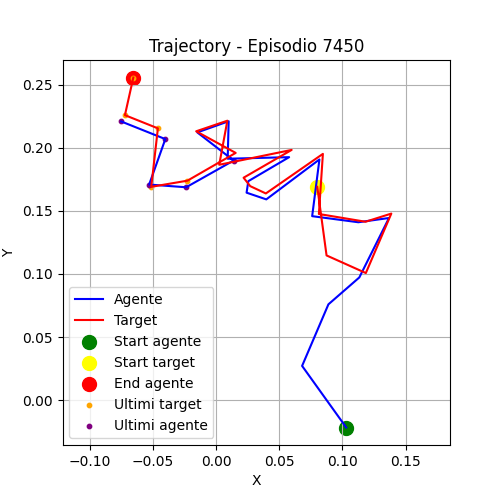 Trajectory - Episodio 7450
0.25
0.20
0.15
0.10
0.05
0.00
Y
Agente
Target
Start agente
Start target
End agente
Ultimi target
Ultimi agente
−0.10 −0.05 0.00 0.05 0.10 0.15
X